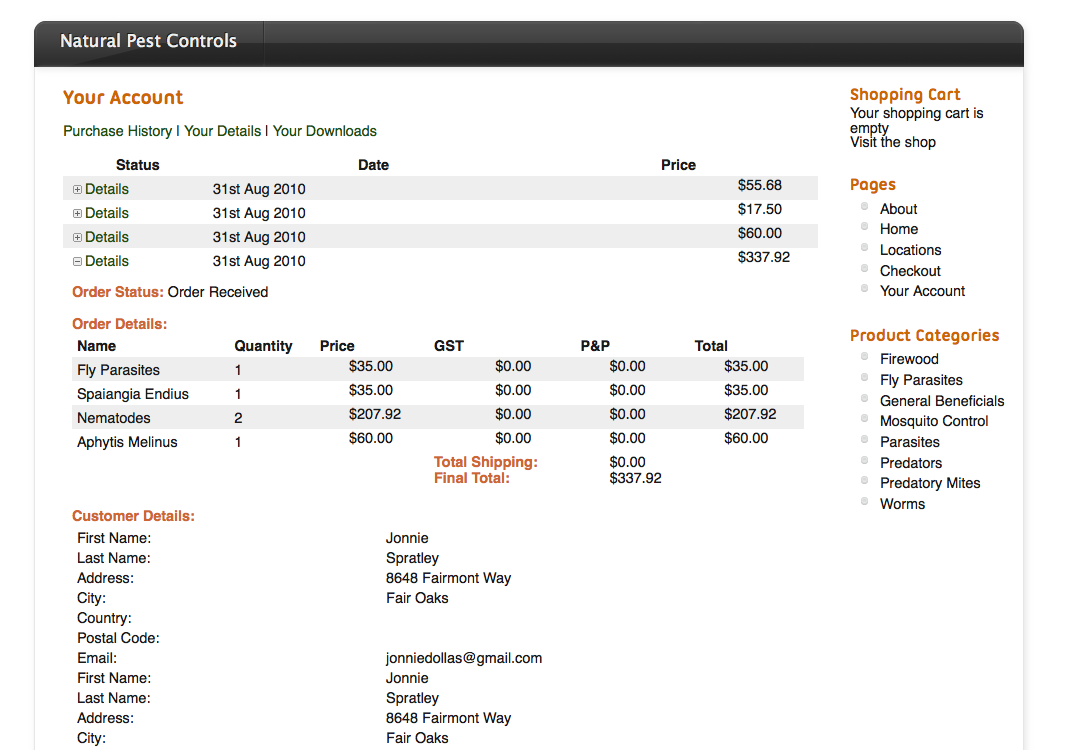 Natural Pest Controls
Your Account
Purchase History | Your Details | Your Downloads
Status Date Price
Details 31st Aug 2010 $55.68
Details 31st Aug 2010 $17.50
Details 31st Aug 2010 $60.00
Details 31st Aug 2010 $337.92
Order Status: Order Received
Order Details:
Name Quantity Price GST P&P Total
Fly Parasites 1 $35.00 $0.00 $0.00 $35.00
Spaiangia Endius 1 $35.00 $0.00 $0.00 $35.00
Nematodes 2 $207.92 $0.00 $0.00 $207.92
Aphytis Melinus 1 $60.00 $0.00 $0.00 $60.00
Total Shipping: $0.00
Final Total: $337.92
Customer Details:
First Name: Jonnie
Last Name: Spratley
Address: 8648 Fairmont Way
City: Fair Oaks
Country:
Postal Code:
Email: jonniedollas@gmail.com
First Name: Jonnie
Last Name: Spratley
Address: 8648 Fairmont Way
City: Fair Oaks
Shopping Cart
Your shopping cart is
empty
Visit the shop
Pages
About
Home
Locations
Checkout
Your Account
Product Categories
Firewood
Fly Parasites
General Beneficials
Mosquito Control
Parasites
Predators
Predatory Mites
Worms